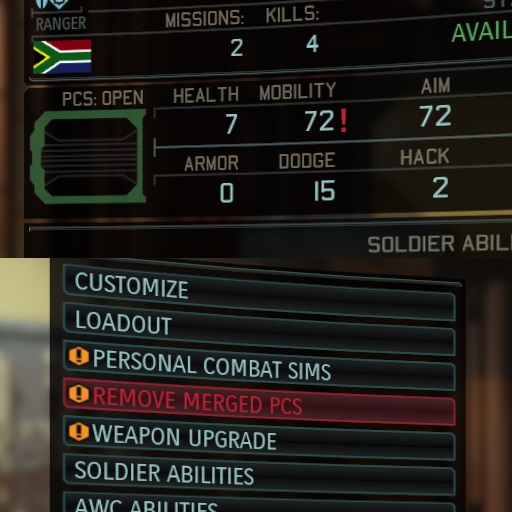 RANGER
MISSIONS: KILLS:
2 4
AVAIL
PCS: OPEN HEALTH MOBILITY AIM
7 72! 72
ARMOR DODGE HACK
0 15 2
SOLDIER ABIL
CUSTOMIZE
LOADOUT
PERSONAL COMBAT SIMS
REMOVE MERGED PCS
WEAPON UPGRADE
SOLDIER ABILITIES
AWC ABILITIES